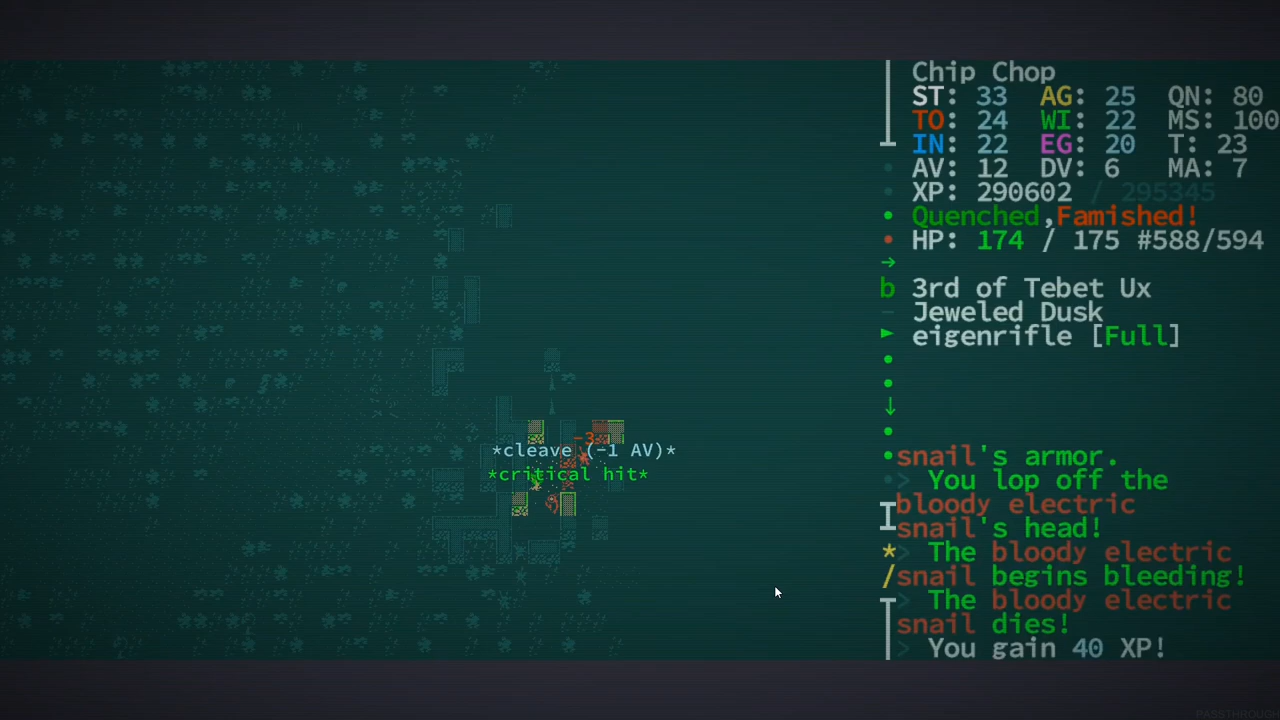 Chip Chop
ST: 33 AG: 25 QN: 80
TO: 24 WI: 22 MS: 100
IN: 22 EG: 20 T: 23
AV: 12 DV: 6 MA: 7
XP: 290602 / 295345
Quenched,Famished!
HP: 174 / 175 #588/594
b 3rd of Tebet Ux
Jeweled Dusk
eigenrifle [Full]
-3
*cleave (-1 AV)*
*critical hit*
snail's armor.
> You lop off the
bloody electric
snail's head!
> The bloody electric
snail begins bleeding!
> The bloody electric
snail dies!
> You gain 40 XP!
PASSTHROUGH